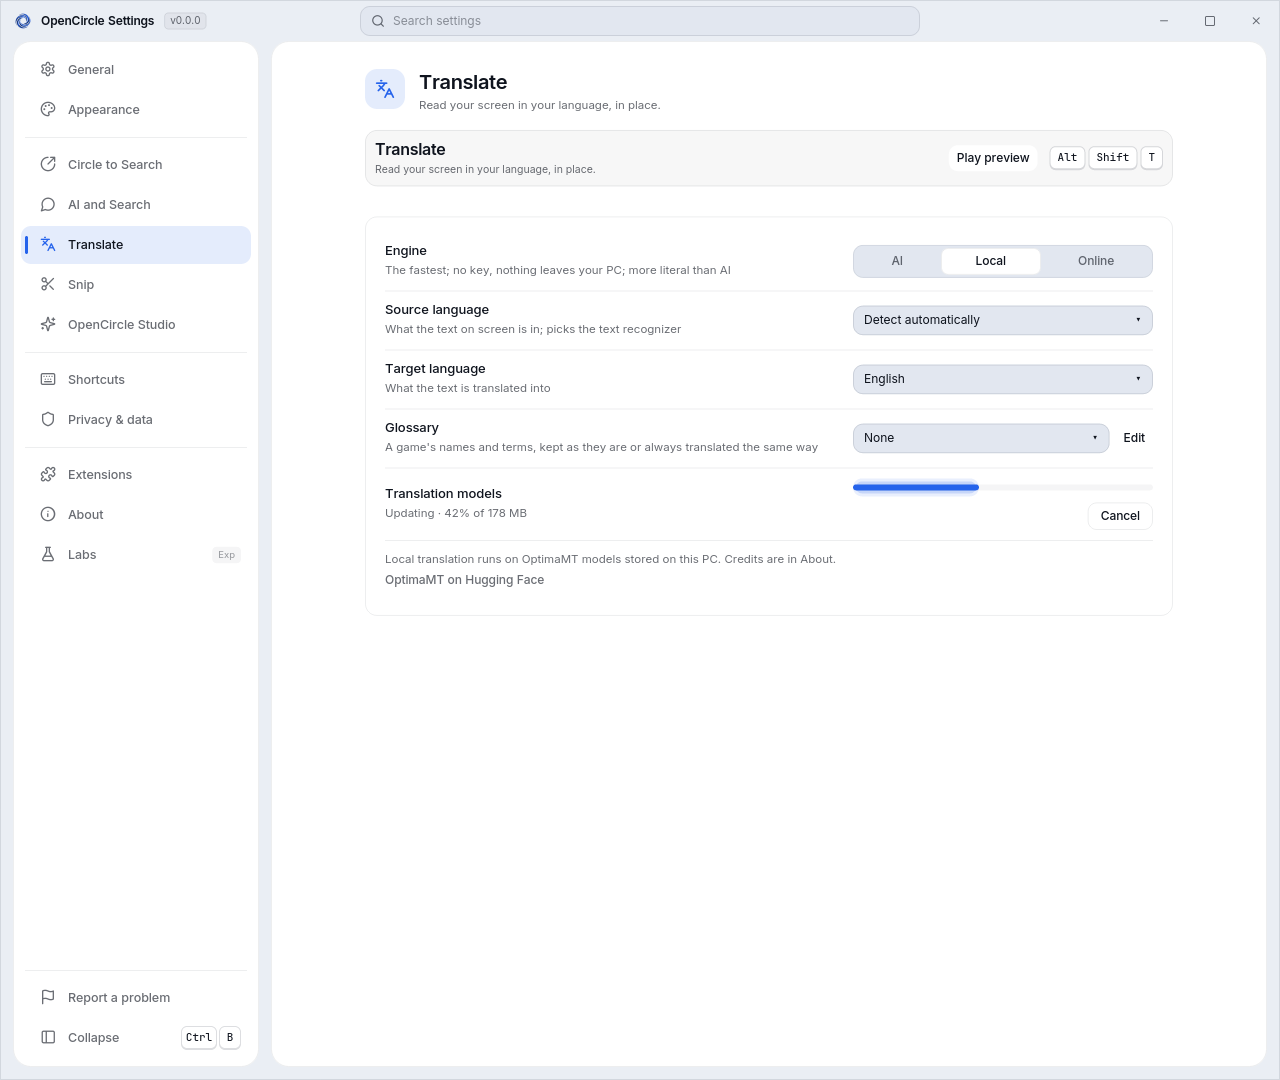 OpenCircle Settings v0.0.0
Search settings
General
Appearance
Circle to Search
AI and Search
Translate
Snip
OpenCircle Studio
Shortcuts
Privacy & data
Extensions
About
Labs Exp
Report a problem
Collapse Ctrl B
Translate
Read your screen in your language, in place.
Translate
Read your screen in your language, in place.
Play preview Alt Shift T
Engine
The fastest; no key, nothing leaves your PC; more literal than AI
AI Local Online
Source language
What the text on screen is in; picks the text recognizer
Detect automatically
Target language
What the text is translated into
English
Glossary
A game's names and terms, kept as they are or always translated the same way
None Edit
Translation models
Updating · 42% of 178 MB
Cancel
Local translation runs on OptimaMT models stored on this PC. Credits are in About.
OptimaMT on Hugging Face